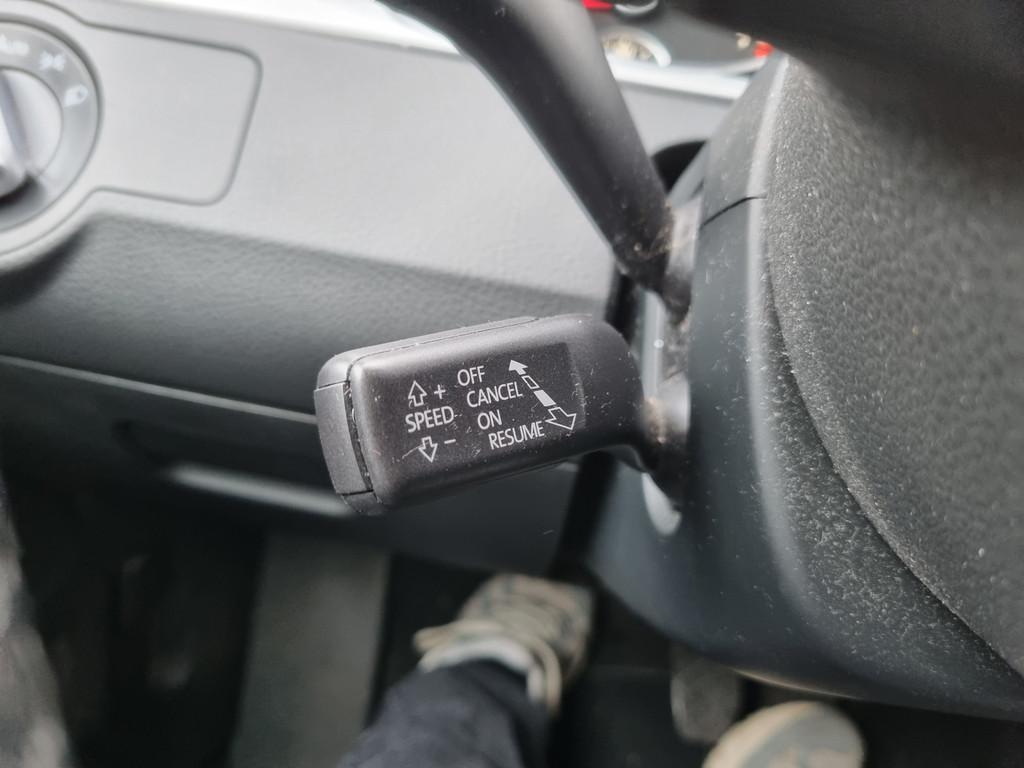 +
SPEED
−
OFF
CANCEL
ON
RESUME